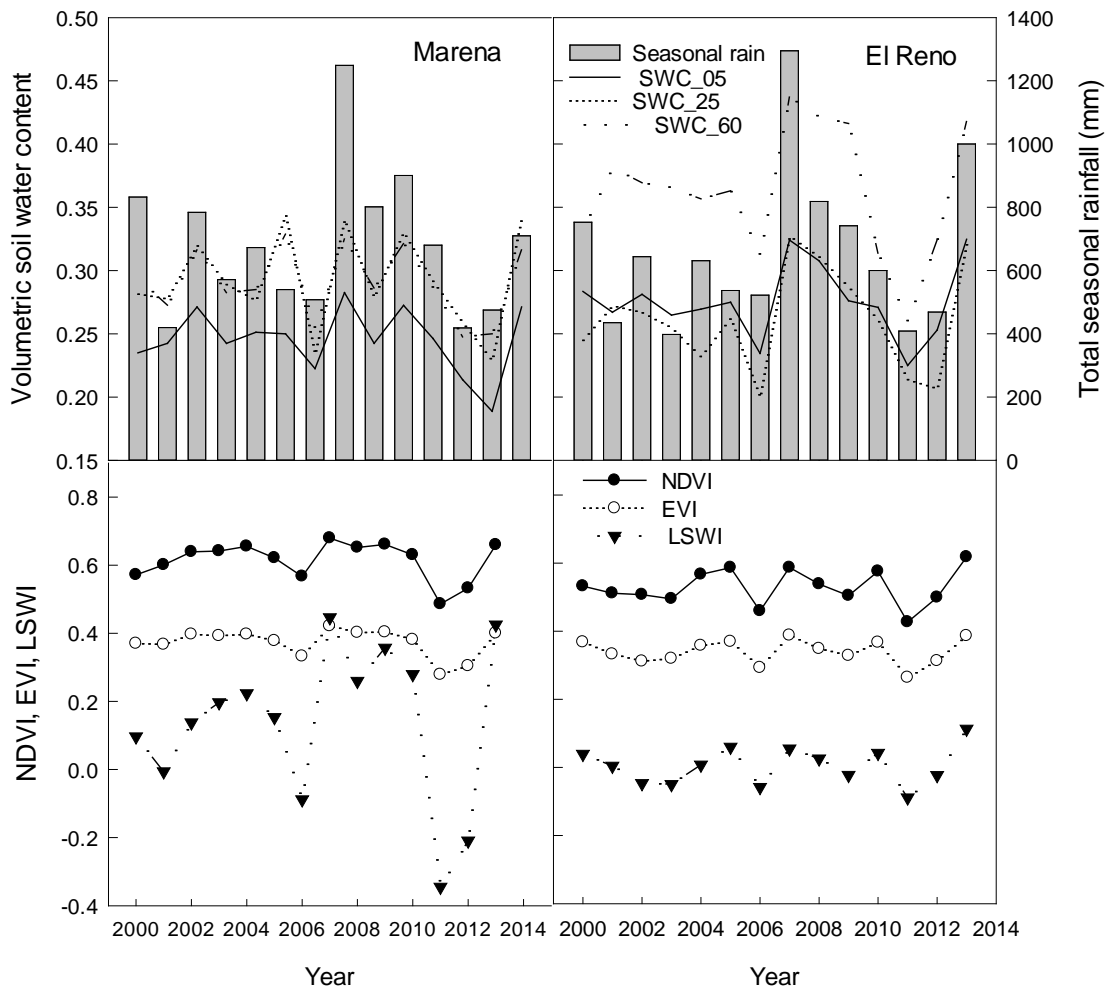 Marena
El Reno
Seasonal rain
SWC_05
SWC_25
SWC_60
Volumetric soil water content
0.50
0.45
0.40
0.35
0.30
0.25
0.20
0.15
Total seasonal rainfall (mm)
1400
1200
1000
800
600
400
200
0
NDVI
EVI
LSWI
NDVI, EVI, LSWI
0.8
0.6
0.4
0.2
0.0
-0.2
-0.4
2000 2002 2004 2006 2008 2010 2012 2014
2000 2002 2004 2006 2008 2010 2012 2014
Year
Year